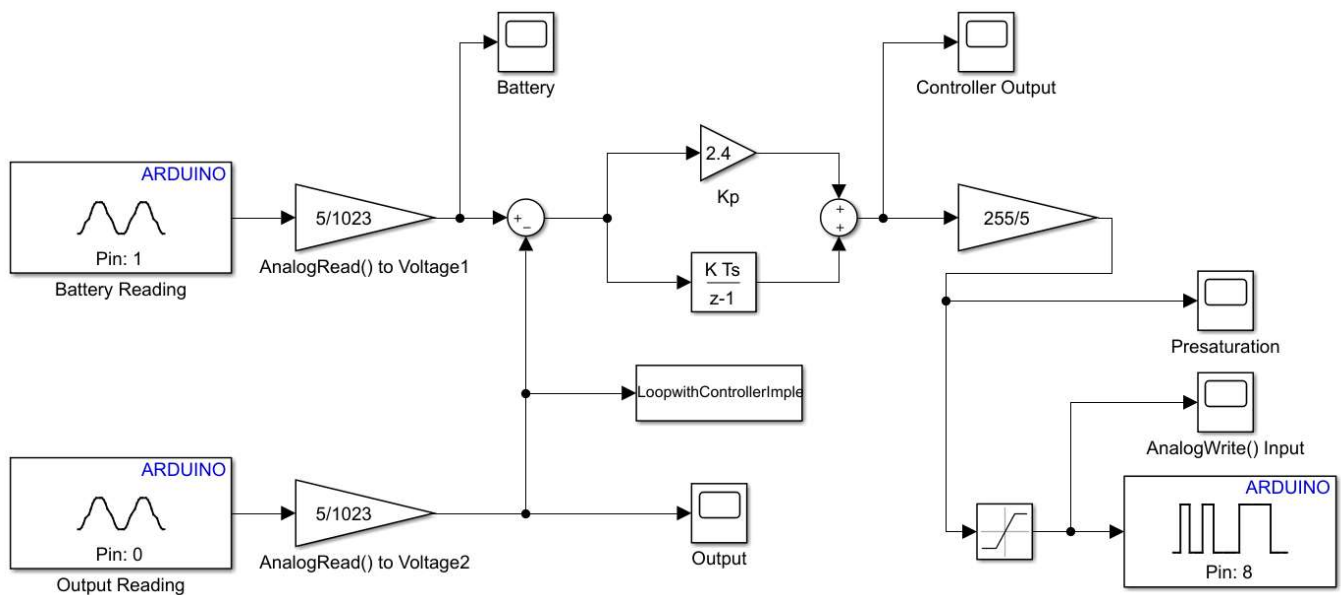 Battery
Controller Output
ARDUINO
Pin: 1
Battery Reading
5/1023
AnalogRead() to Voltage1
+
−
2.4
Kp
K Ts
z-1
+
+
255/5
Presaturation
LoopwithControllerImple
AnalogWrite() Input
ARDUINO
Pin: 0
Output Reading
5/1023
AnalogRead() to Voltage2
Output
ARDUINO
Pin: 8